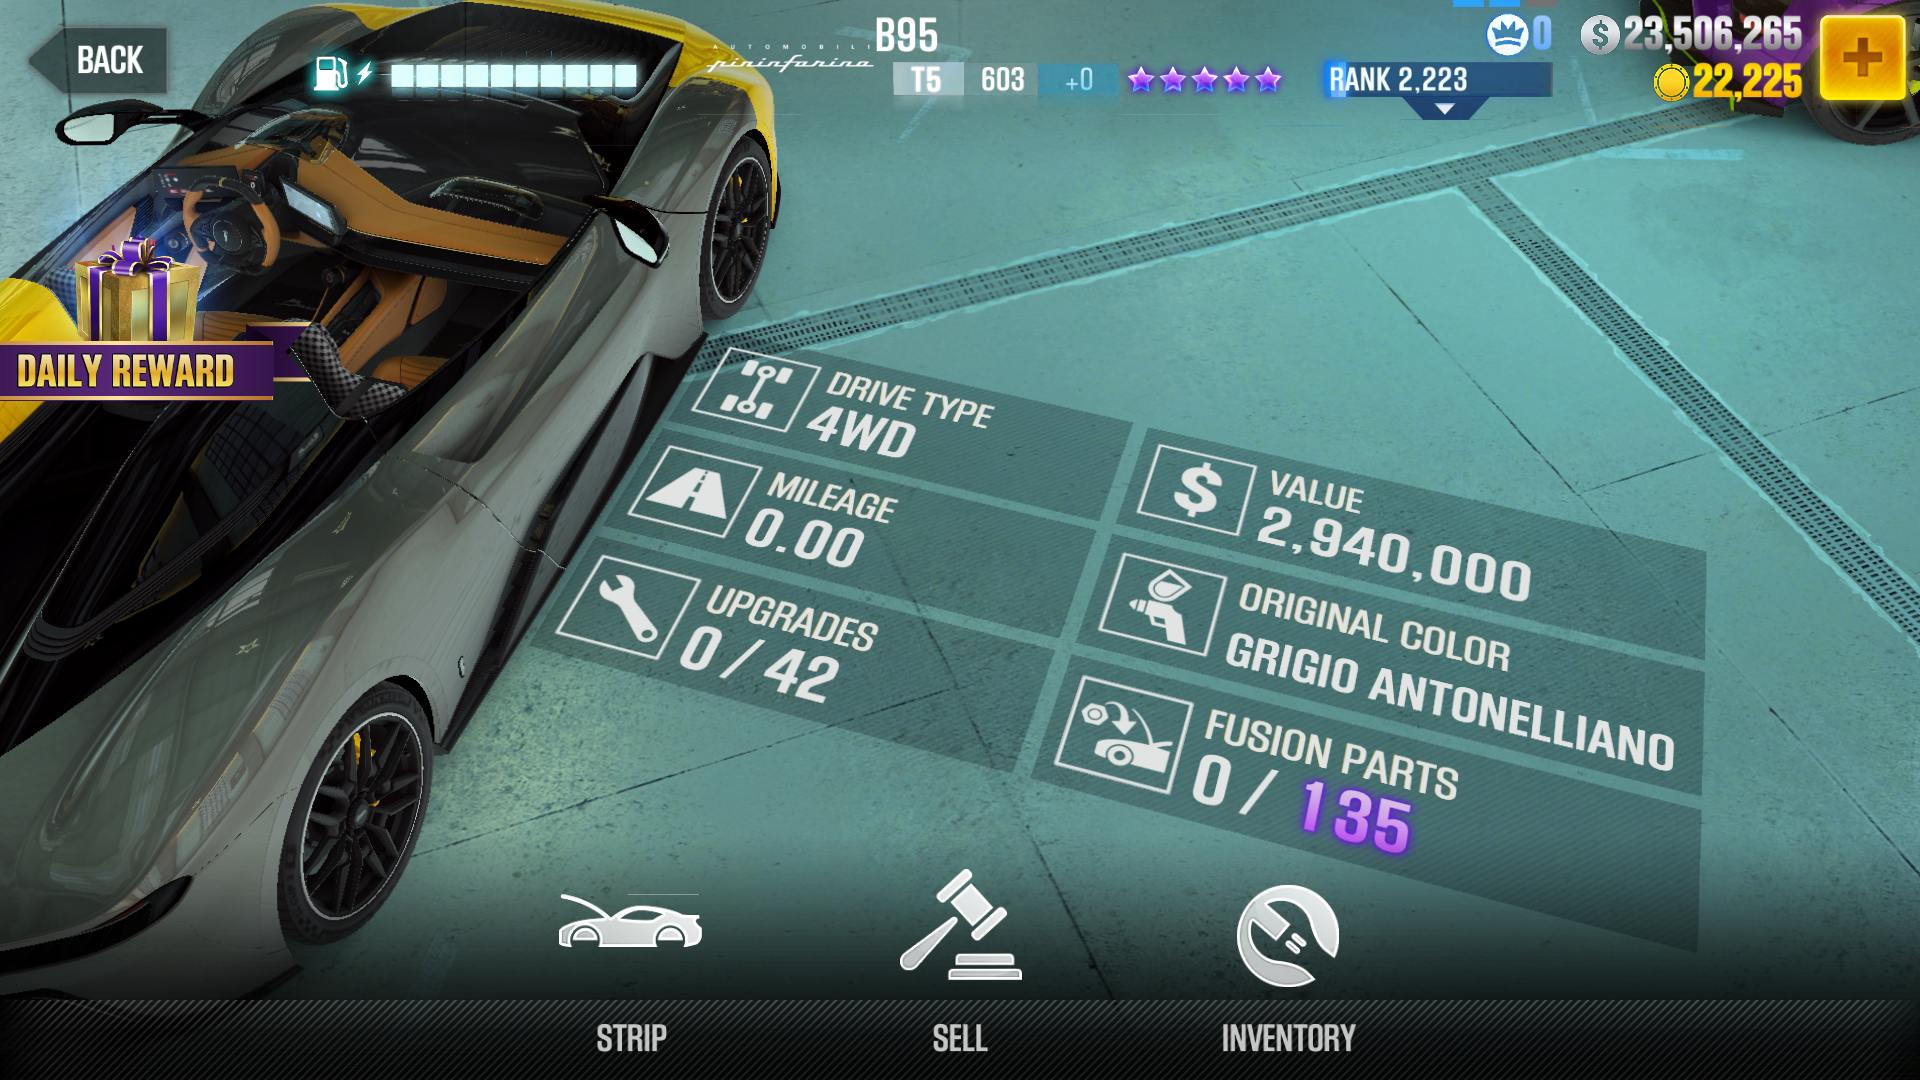 BACK
AUTOMOBILI
pininfarina
B95
T5 603 +0
RANK 2,223
0
23,506,265
22,225
DAILY REWARD
DRIVE TYPE
4WD
MILEAGE
0.00
UPGRADES
0 / 42
VALUE
2,940,000
ORIGINAL COLOR
GRIGIO ANTONELLIANO
FUSION PARTS
0 / 135
STRIP
SELL
INVENTORY